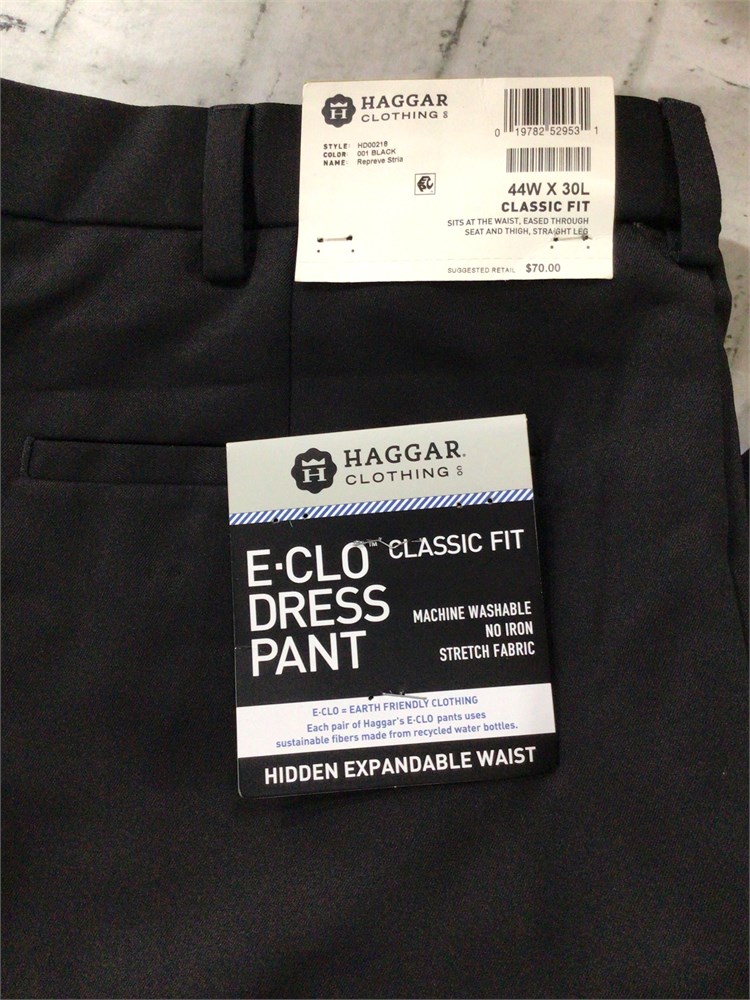 HAGGAR
CLOTHING CO
STYLE: HD00218
COLOR: 001 BLACK
NAME: Repreve Stria
0 19782 52953 1
44W X 30L
CLASSIC FIT
SITS AT THE WAIST, EASED THROUGH
SEAT AND THIGH, STRAIGHT LEG
SUGGESTED RETAIL $70.00
H
HAGGAR®
CLOTHING CO
E·CLO™ CLASSIC FIT
DRESS
PANT
MACHINE WASHABLE
NO IRON
STRETCH FABRIC
E-CLO = EARTH FRIENDLY CLOTHING
Each pair of Haggar's E-CLO pants uses
sustainable fibers made from recycled water bottles.
HIDDEN EXPANDABLE WAIST